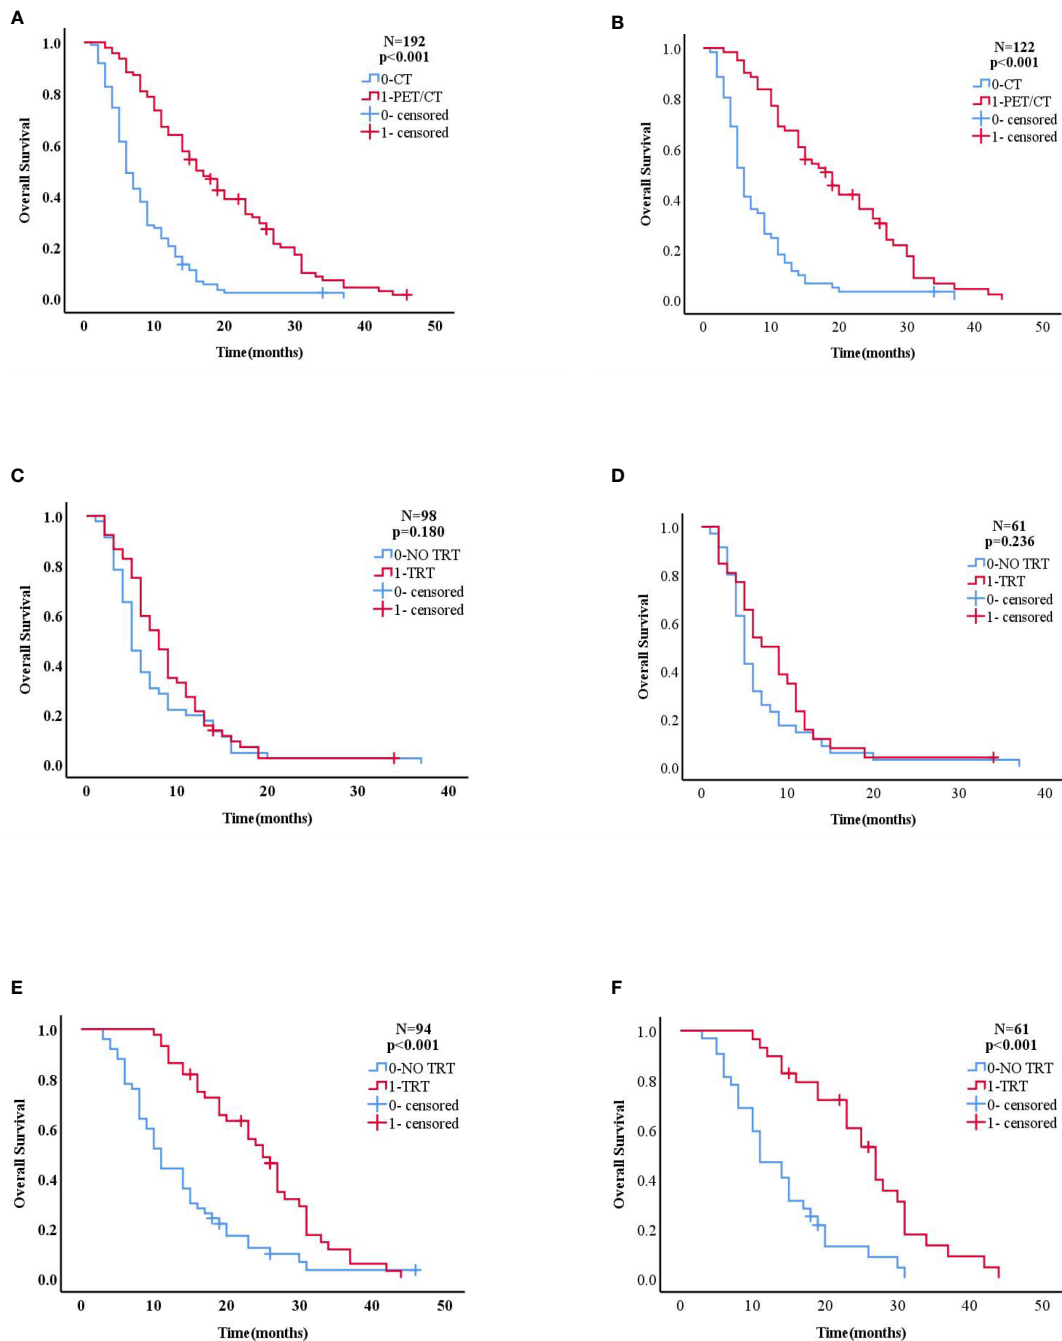 A
N=192
p<0.001
0-CT
1-PET/CT
0- censored
1- censored
Overall Survival
1.0
0.8
0.6
0.4
0.2
0.0
0 10 20 30 40 50
Time(months)
B
N=122
p<0.001
0-CT
1-PET/CT
0- censored
1- censored
Overall Survival
1.0
0.8
0.6
0.4
0.2
0.0
0 10 20 30 40 50
Time(months)
C
N=98
p=0.180
0-NO TRT
1-TRT
0- censored
1- censored
Overall Survival
1.0
0.8
0.6
0.4
0.2
0.0
0 10 20 30 40
Time(months)
D
N=61
p=0.236
0-NO TRT
1-TRT
0- censored
1- censored
Overall Survival
1.0
0.8
0.6
0.4
0.2
0.0
0 10 20 30 40
Time(months)
E
N=94
p<0.001
0-NO TRT
1-TRT
0- censored
1- censored
Overall Survival
1.0
0.8
0.6
0.4
0.2
0.0
0 10 20 30 40 50
Time(months)
F
N=61
p<0.001
0-NO TRT
1-TRT
0- censored
1- censored
Overall Survival
1.0
0.8
0.6
0.4
0.2
0.0
0 10 20 30 40 50
Time(months)